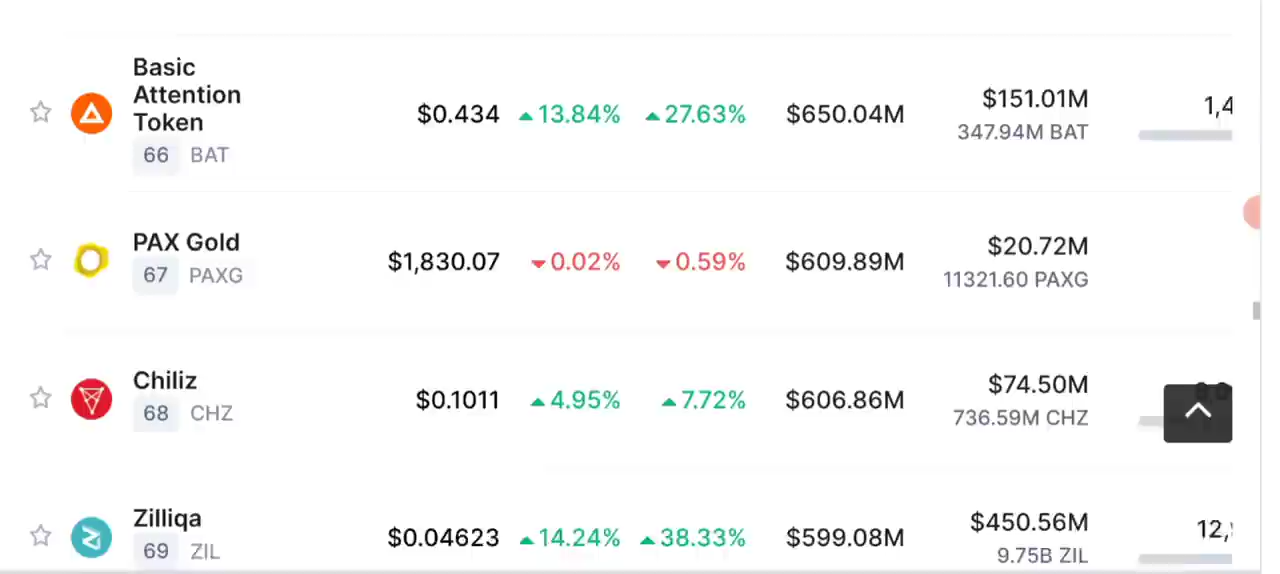 Basic
Attention
Token
66 BAT
$0.434 13.84% 27.63% $650.04M
$151.01M
347.94M BAT
1,4
PAX Gold
67 PAXG
$1,830.07 0.02% 0.59% $609.89M
$20.72M
11321.60 PAXG
Chiliz
68 CHZ
$0.1011 4.95% 7.72% $606.86M
$74.50M
736.59M CHZ
Zilliqa
69 ZIL
$0.04623 14.24% 38.33% $599.08M
$450.56M
9.75B ZIL
12,